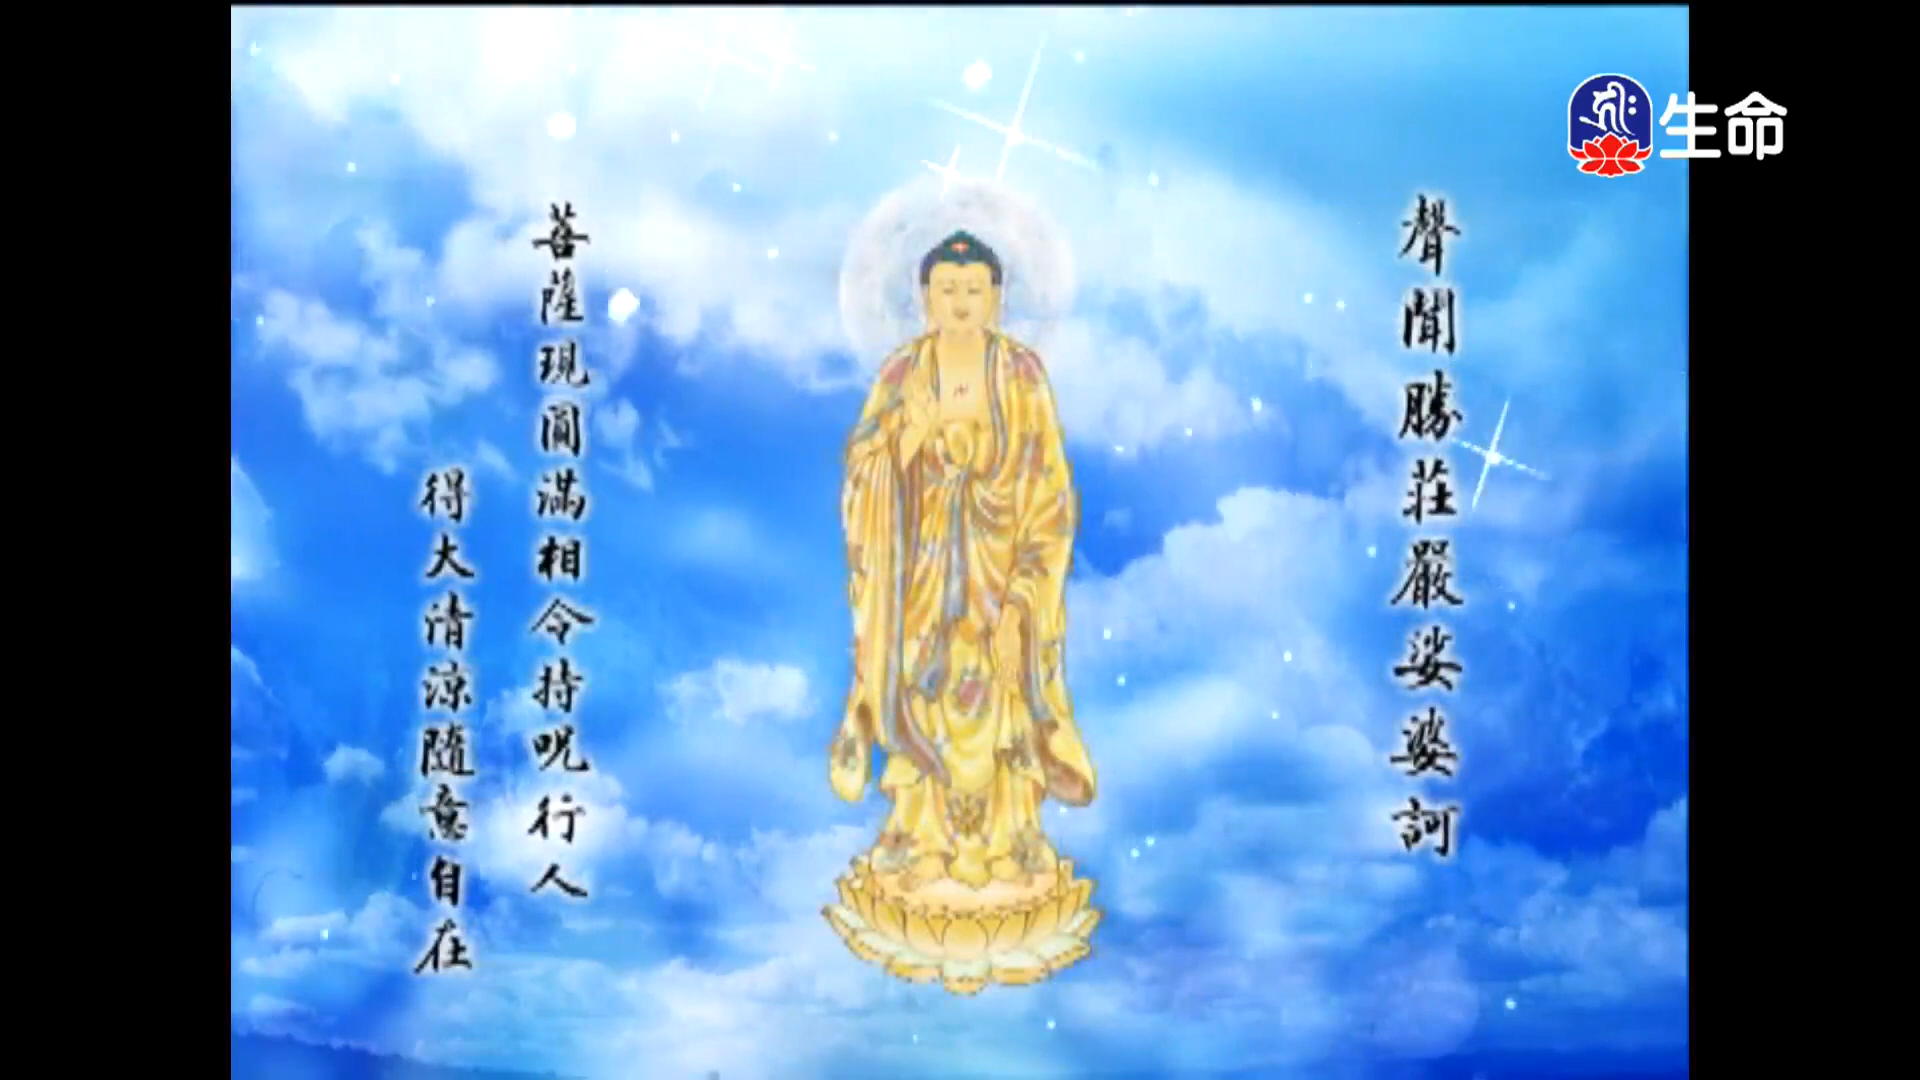 生命
聲聞勝莊嚴娑婆訶
菩薩現圓滿相令持呪行人
得大清涼隨意自在